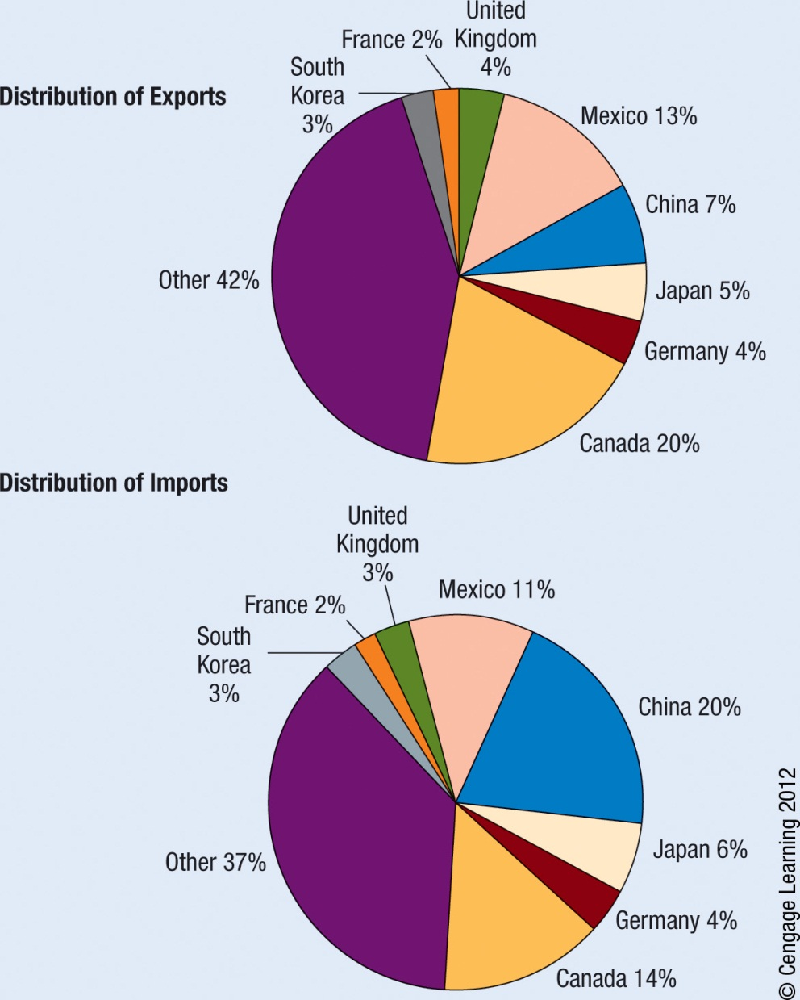 Distribution of Exports
United
Kingdom
4%
France 2%
South
Korea
3%
Mexico 13%
China 7%
Japan 5%
Germany 4%
Canada 20%
Other 42%
Distribution of Imports
United
Kingdom
3%
Mexico 11%
France 2%
South
Korea
3%
China 20%
Japan 6%
Germany 4%
Canada 14%
Other 37%
© Cengage Learning 2012